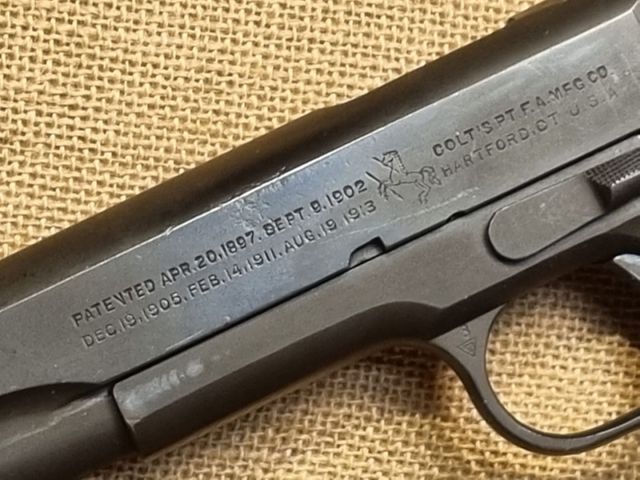 PATENTED APR.20,1897.SEPT.9,1902
DEC.19,1905.FEB.14,1911.AUG.19 1913
COLT'S PT.F.A.MFG.CO.
HARTFORD,CT U.S.A.